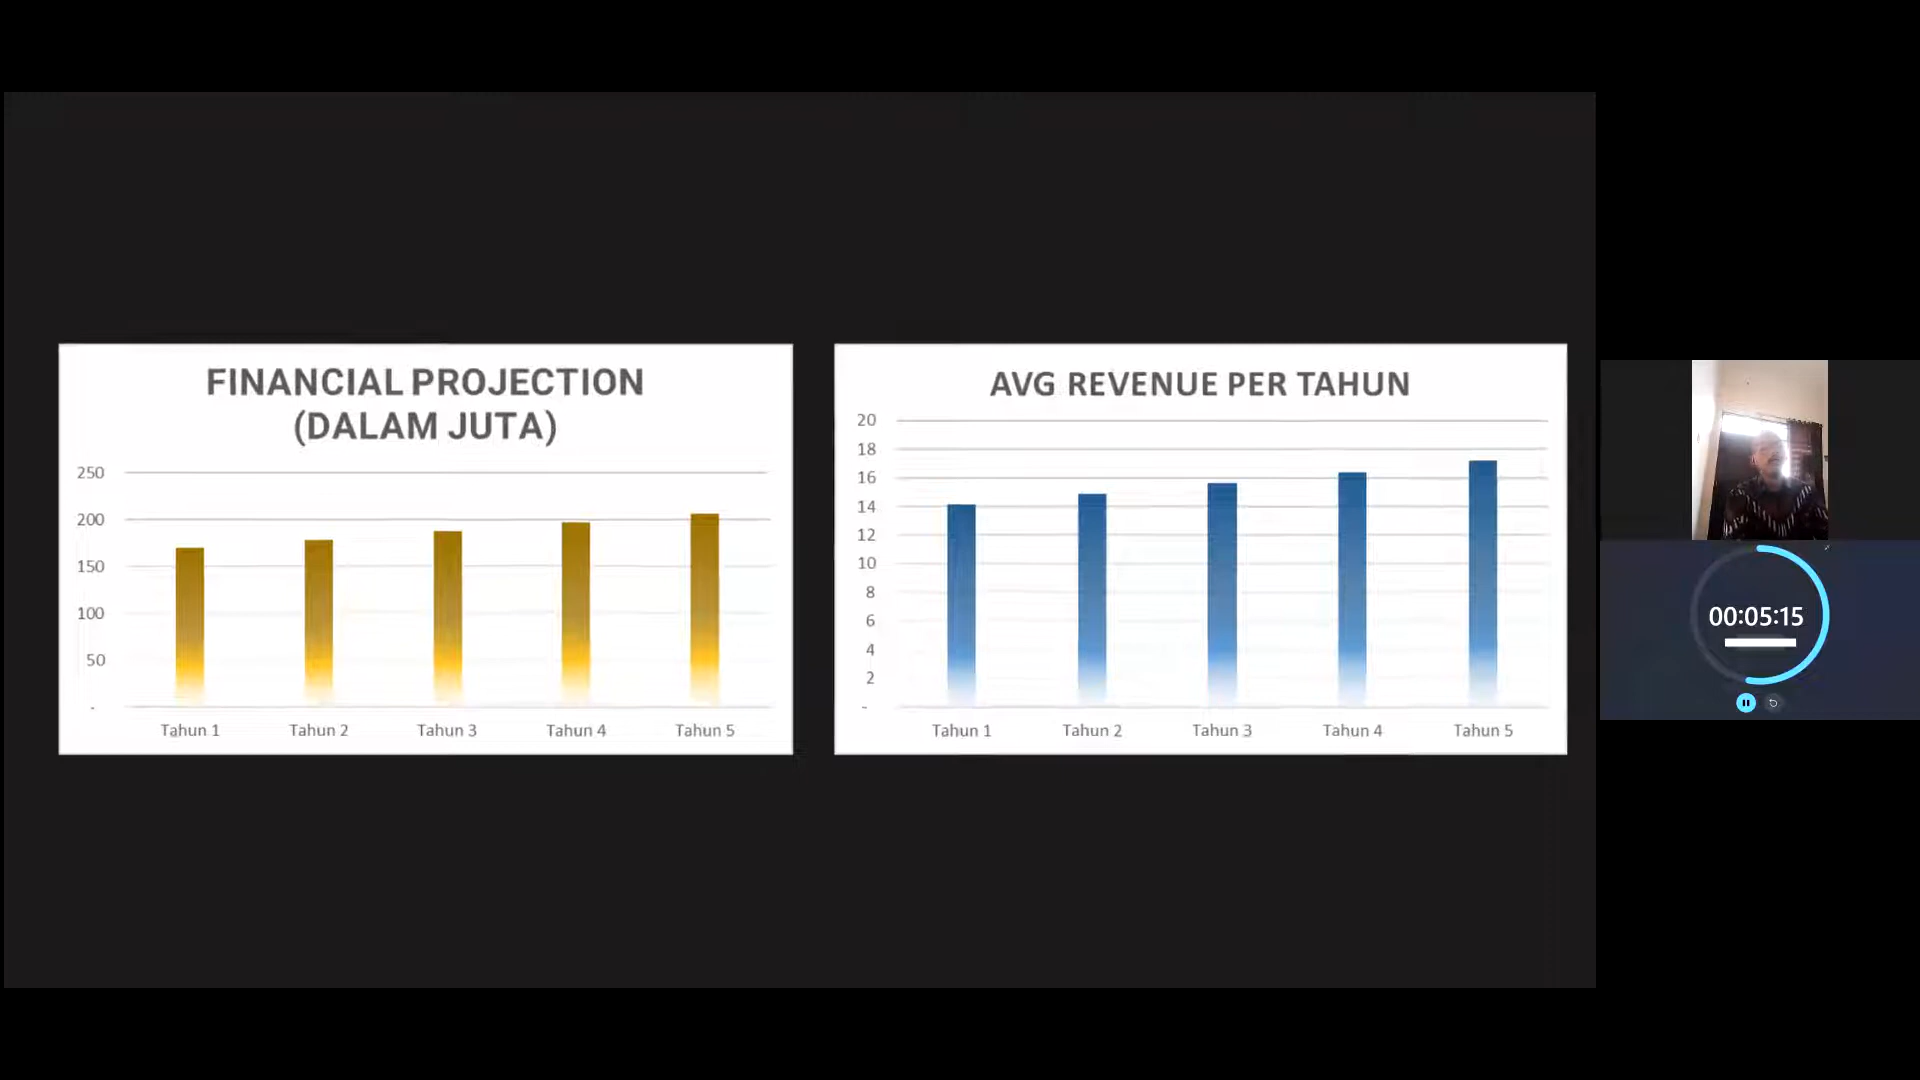 FINANCIAL PROJECTION
(DALAM JUTA)
250
200
150
100
50
-
Tahun 1
Tahun 2
Tahun 3
Tahun 4
Tahun 5
AVG REVENUE PER TAHUN
20
18
16
14
12
10
8
6
4
2
-
Tahun 1
Tahun 2
Tahun 3
Tahun 4
Tahun 5
00:05:15